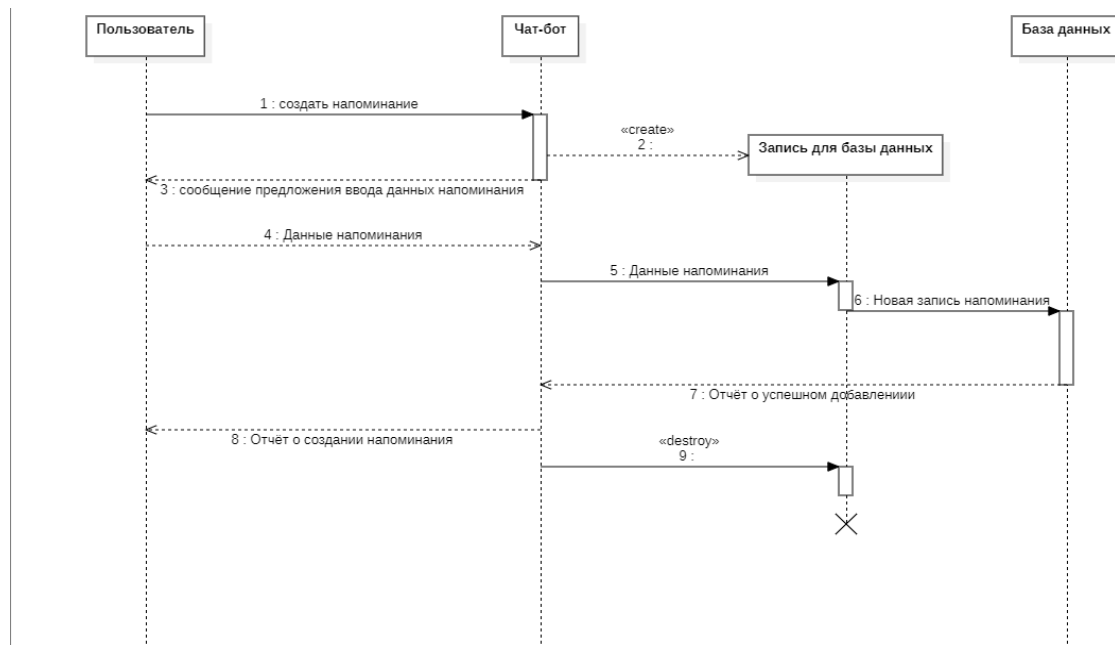 Пользователь
Чат-бот
База данных
1 : создать напоминание
«create»
2 :
Запись для базы данных
3 : сообщение предложения ввода данных напоминания
4 : Данные напоминания
5 : Данные напоминания
6 : Новая запись напоминания
7 : Отчёт о успешном добавлениии
8 : Отчёт о создании напоминания
«destroy»
9 :